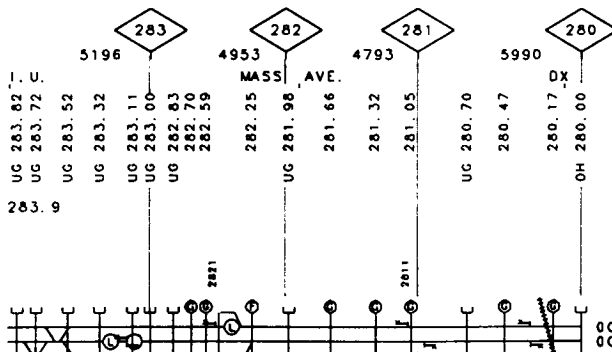 283 282 281 280
5196 4953 4793 5990
I. U. MASS. AVE. DX
UG 283.82
UG 283.72
UG 283.52
UG 283.32
UG 283.11
UG 283.00
UG 282.83
282.70
282.59
282.25
UG 281.98
281.66
281.32
281.05
UG 280.70
280.47
280.17
OH 280.00
283.9
2821 2811
G G F G G G G G
L 00
L L 00